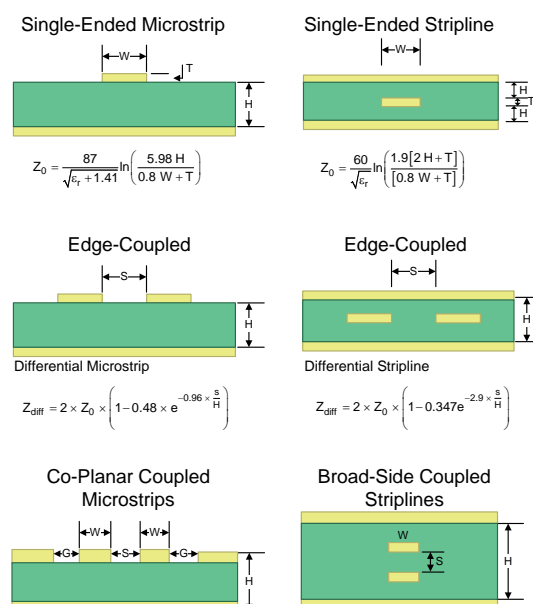 Single-Ended Microstrip
W
T
H
Z₀ = 87 / √(εr + 1.41) ln(5.98 H / 0.8 W + T)
Single-Ended Stripline
W
H
T
H
Z₀ = 60 / √εr ln(1.9[2 H + T] / [0.8 W + T])
Edge-Coupled
S
H
Differential Microstrip
Zdiff = 2 × Z₀ × (1 − 0.48 × e^(−0.96 × s/H))
Edge-Coupled
S
H
Differential Stripline
Zdiff = 2 × Z₀ × (1 − 0.347e^(−2.9 × s/H))
Co-Planar Coupled
Microstrips
W W
G S G
H
Broad-Side Coupled
Striplines
W
S
H